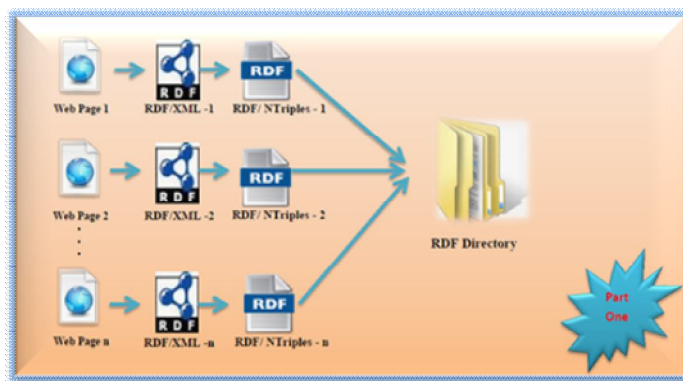 RDF
RDF
Web Page 1
RDF/XML -1
RDF/ NTriples - 1
RDF
RDF
Web Page 2
RDF/XML -2
RDF/ NTriples - 2
RDF Directory
RDF
RDF
Web Page n
RDF/XML -n
RDF/ NTriples - n
Part
One